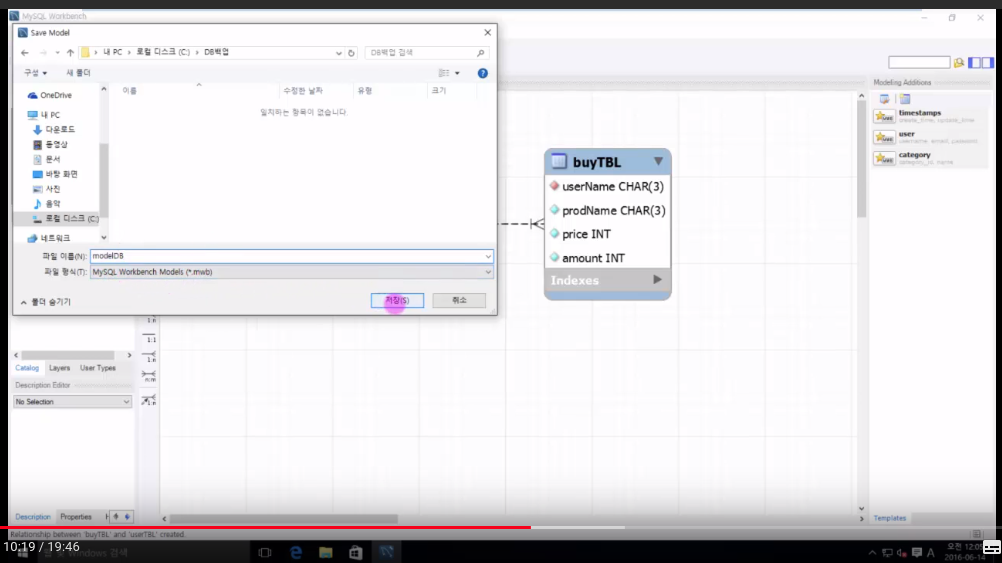 MySQL Workbench
Save Model
내 PC > 로컬 디스크 (C:) > DB백업
DB백업 검색
구성
새 폴더
이름
수정한 날짜
유형
크기
일치하는 항목이 없습니다.
OneDrive
내 PC
다운로드
동영상
문서
바탕 화면
사진
음악
로컬 디스크 (C:)
네트워크
파일 이름(N):
modelDB
파일 형식(T):
MySQL Workbench Models (*.mwb)
폴더 숨기기
저장(S)
취소
Modeling Additions
timestamps
create_time, update_time
user
username, email, password
category
category_id, name
buyTBL
userName CHAR(3)
prodName CHAR(3)
price INT
amount INT
Indexes
1:n
1:1
1:n
n:m
1:n
Catalog
Layers
User Types
Description Editor
No Selection
Description
Properties
Templates
Relationship between 'buyTBL' and 'userTBL' created.
10:19 / 19:46
Windows 검색
A
2016-06-14